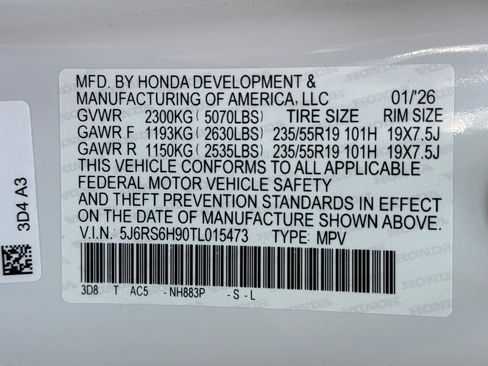 MFD. BY HONDA DEVELOPMENT &
MANUFACTURING OF AMERICA, LLC 01/'26
GVWR 2300KG (5070LBS) TIRE SIZE RIM SIZE
GAWR F 1193KG (2630LBS) 235/55R19 101H 19X7.5J
GAWR R 1150KG (2535LBS) 235/55R19 101H 19X7.5J
THIS VEHICLE CONFORMS TO ALL APPLICABLE
FEDERAL MOTOR VEHICLE SAFETY
AND THEFT PREVENTION STANDARDS IN EFFECT
ON THE DATE OF MANUFACTURE SHOWN ABOVE.
V.I.N.: 5J6RS6H90TL015473 TYPE: MPV
3D8 T AC5 -NH883P -S-L
3D4 A3